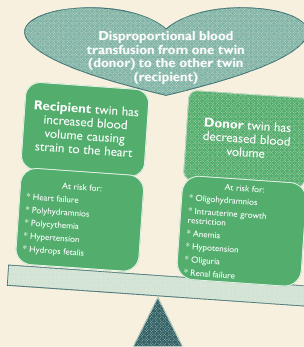 Disproportional blood
transfusion from one twin
(donor) to the other twin
(recipient)
Recipient twin has
increased blood
volume causing
strain to the heart
At risk for:
* Heart failure
* Polyhydramnios
* Polycythemia
* Hypertension
* Hydrops fetalis
Donor twin has
decreased blood
volume
At risk for:
* Oligohydramnios
* Intrauterine growth
restriction
* Anemia
* Hypotension
* Oliguria
* Renal failure